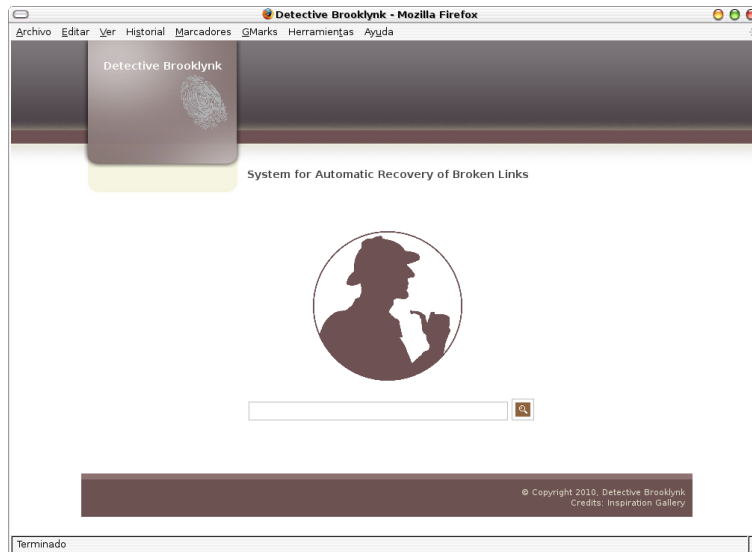 Detective Brooklynk - Mozilla Firefox
Archivo Editar Ver Historial Marcadores GMarks Herramientas Ayuda
Detective Brooklynk
System for Automatic Recovery of Broken Links
© Copyright 2010, Detective Brooklynk
Credits: Inspiration Gallery
Terminado